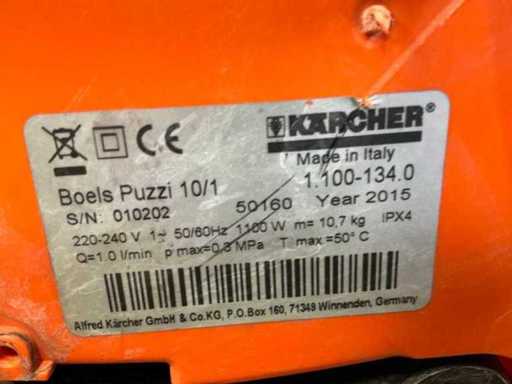 CE KÄRCHER®
Made in Italy
Boels Puzzi 10/1 1.100-134.0
S/N: 010202 50160 Year 2015
220-240 V 1~ 50/60Hz 1100 W m= 10,7 kg IPX4
Q=1.0 l/min p max=0,3 MPa T max =50° C
Alfred Kärcher GmbH & Co.KG, P.O.Box 160, 71349 Winnenden, Germany